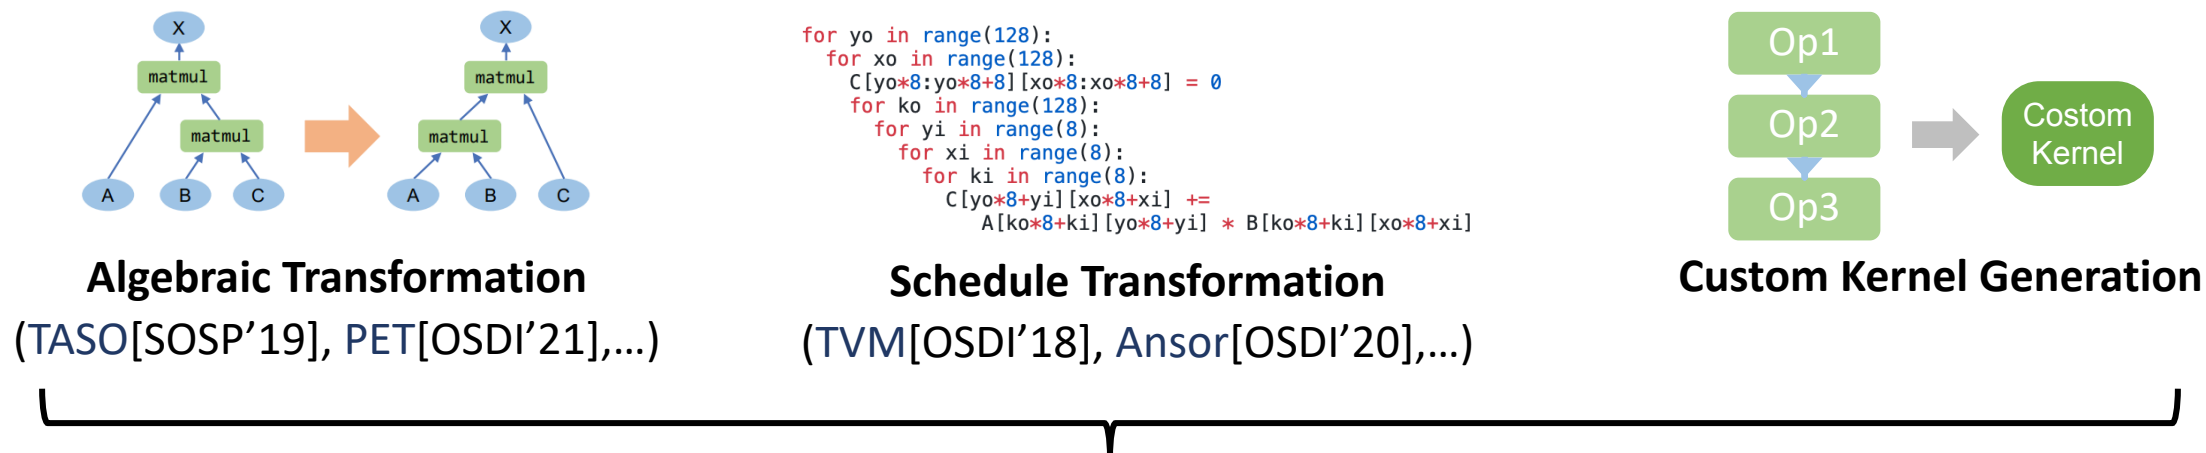 X
matmul
matmul
A B C
X
matmul
matmul
A B C
Algebraic Transformation
(TASO[SOSP’19], PET[OSDI’21],…)
for yo in range(128):
  for xo in range(128):
    C[yo*8:yo*8+8][xo*8:xo*8+8] = 0
    for ko in range(128):
      for yi in range(8):
        for xi in range(8):
          for ki in range(8):
            C[yo*8+yi][xo*8+xi] +=
               A[ko*8+ki][yo*8+yi] * B[ko*8+ki][xo*8+xi]
Schedule Transformation
(TVM[OSDI’18], Ansor[OSDI’20],…)
Op1
Op2
Op3
Costom
Kernel
Custom Kernel Generation